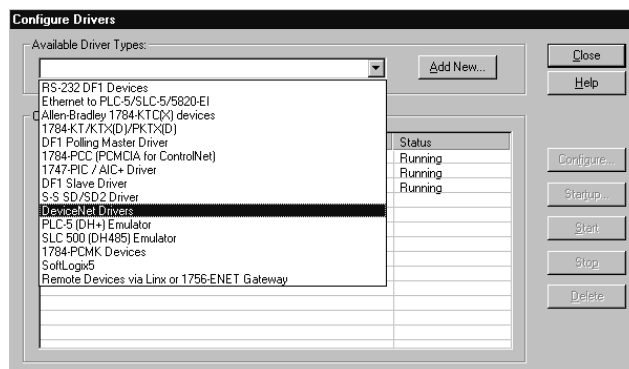 Configure Drivers
Available Driver Types:
Add New...
Close
Help
RS-232 DF1 Devices
Ethernet to PLC-5/SLC-5/5820-EI
Allen-Bradley 1784-KTC(X) devices
1784-KT/KTX(D)/PKTX(D)
DF1 Polling Master Driver
1784-PCC (PCMCIA for ControlNet)
1747-PIC / AIC+ Driver
DF1 Slave Driver
S-S SD/SD2 Driver
DeviceNet Drivers
PLC-5 (DH+) Emulator
SLC 500 (DH485) Emulator
1784-PCMK Devices
SoftLogix5
Remote Devices via Linx or 1756-ENET Gateway
Status
Running
Running
Running
Configure...
Startup...
Start
Stop
Delete